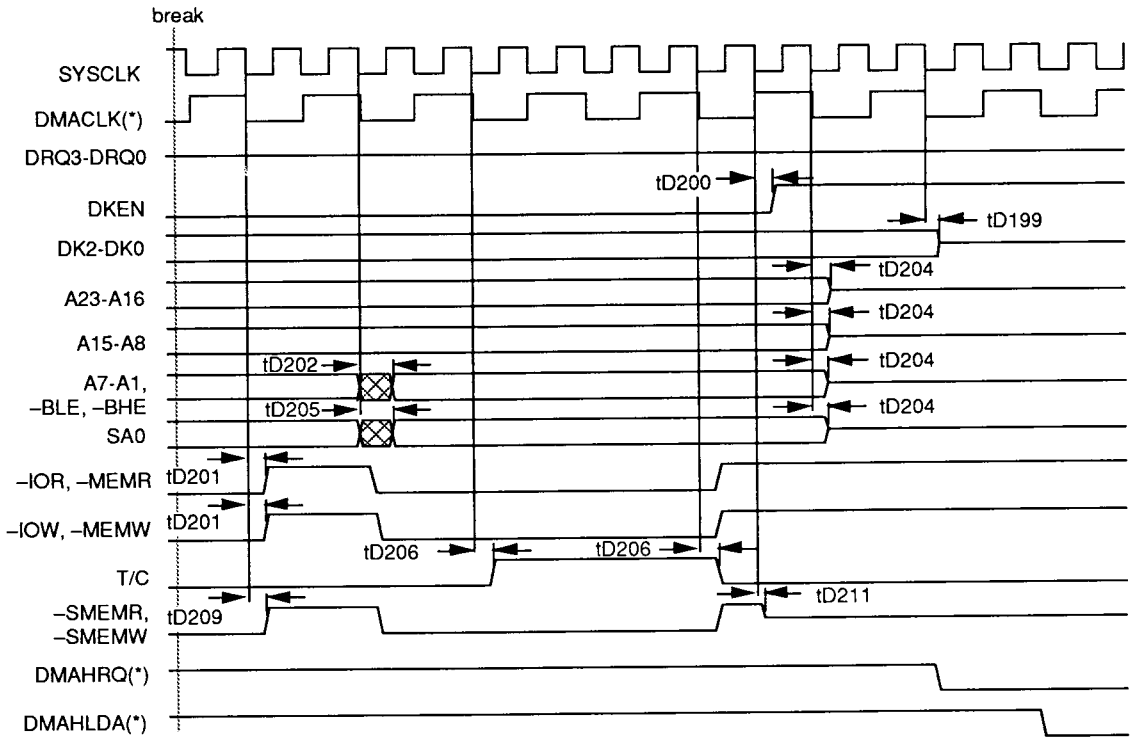 break
SYSCLK
DMACLK(*)
DRQ3-DRQ0
tD200
DKEN
tD199
DK2-DK0
tD204
A23-A16
tD204
A15-A8
tD202
tD204
A7-A1,
–BLE, –BHE
tD205
tD204
SA0
tD201
–IOR, –MEMR
tD201
–IOW, –MEMW
tD206
tD206
T/C
tD211
tD209
–SMEMR,
–SMEMW
DMAHRQ(*)
DMAHLDA(*)